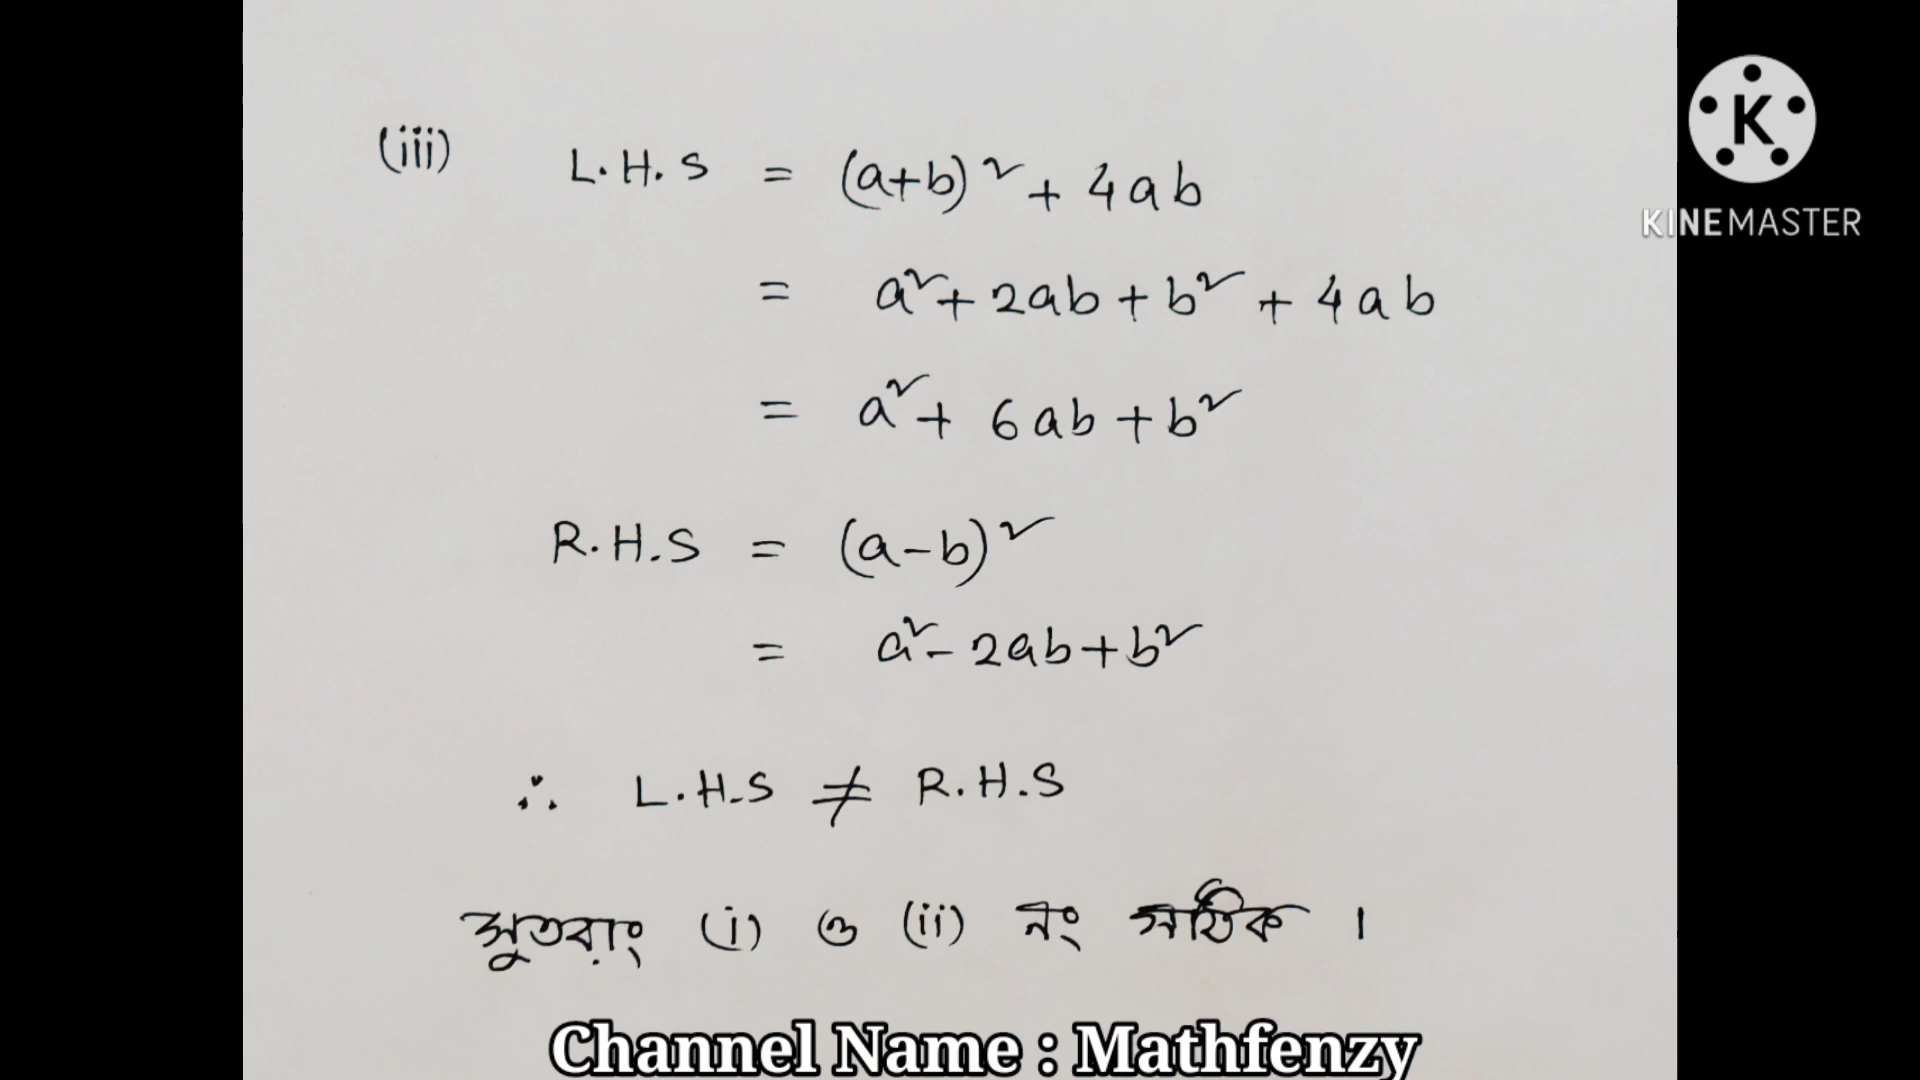 (iii) L.H.S = (a+b)² + 4ab
= a² + 2ab + b² + 4ab
= a² + 6ab + b²
R.H.S = (a-b)²
= a² - 2ab + b²
∴ L.H.S ≠ R.H.S
সুতরাং (i) ও (ii) নং সঠিক ।
Channel Name : Mathfenzy
K
KINEMASTER